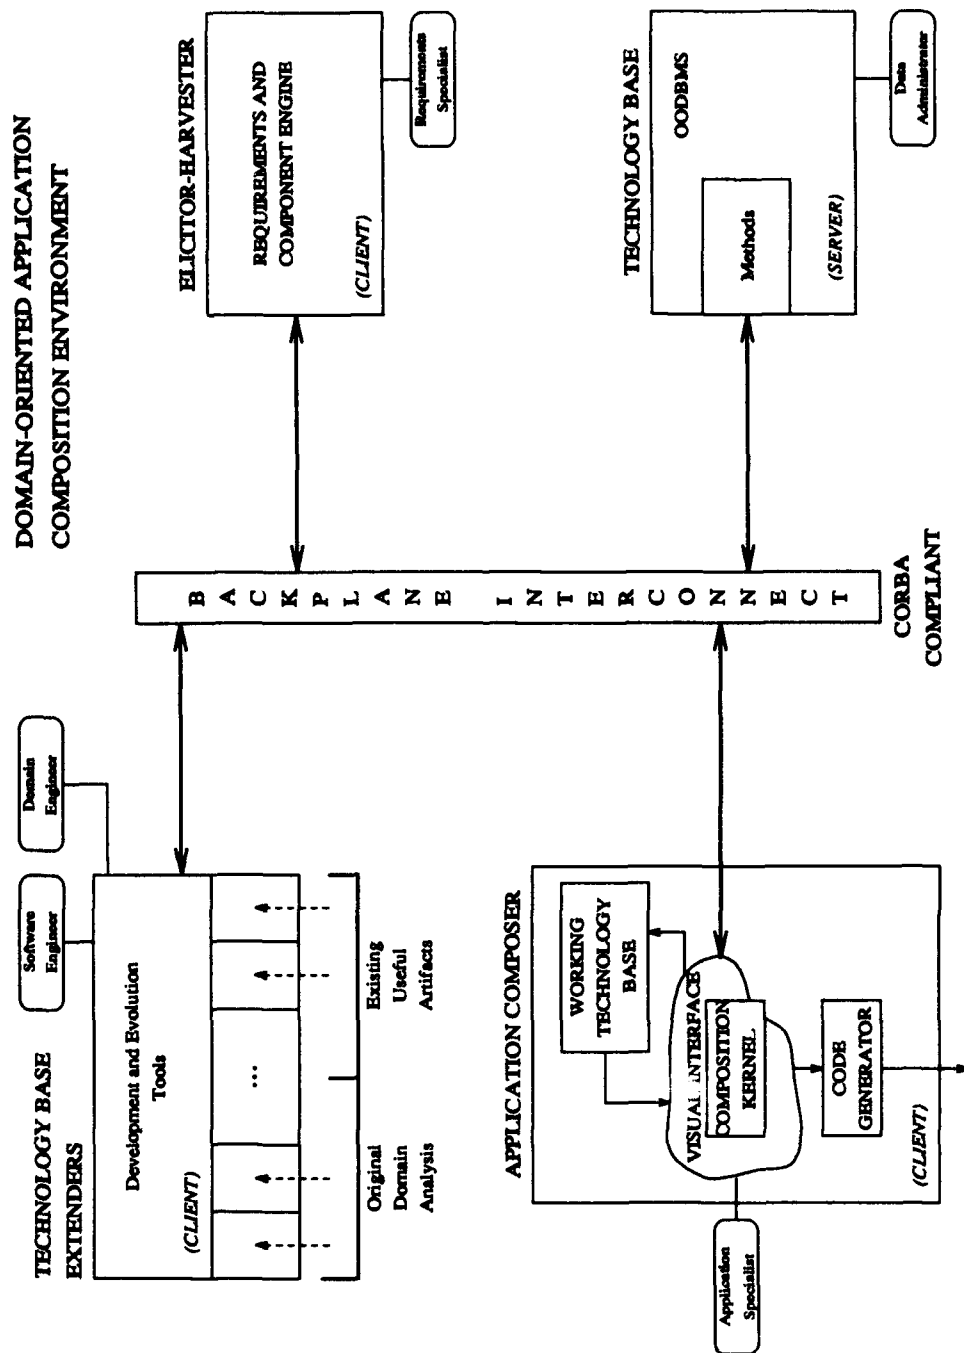 DOMAIN-ORIENTED APPLICATION
COMPOSITION ENVIRONMENT
TECHNOLOGY BASE
EXTENDERS
Software
Engineer
Domain
Engineer
Development and Evolution
Tools
(CLIENT)
...
Original
Domain
Analysis
Existing
Useful
Artifacts
ELICITOR-HARVESTER
REQUIREMENTS AND
COMPONENT ENGINE
(CLIENT)
Requirements
Specialist
BACKPLANE INTERCONNECT
CORBA
COMPLIANT
APPLICATION COMPOSER
WORKING
TECHNOLOGY
BASE
VISUAL INTERFACE
COMPOSITION
KERNEL
CODE
GENERATOR
(CLIENT)
Application
Specialist
TECHNOLOGY BASE
OODBMS
Methods
(SERVER)
Data
Administrator